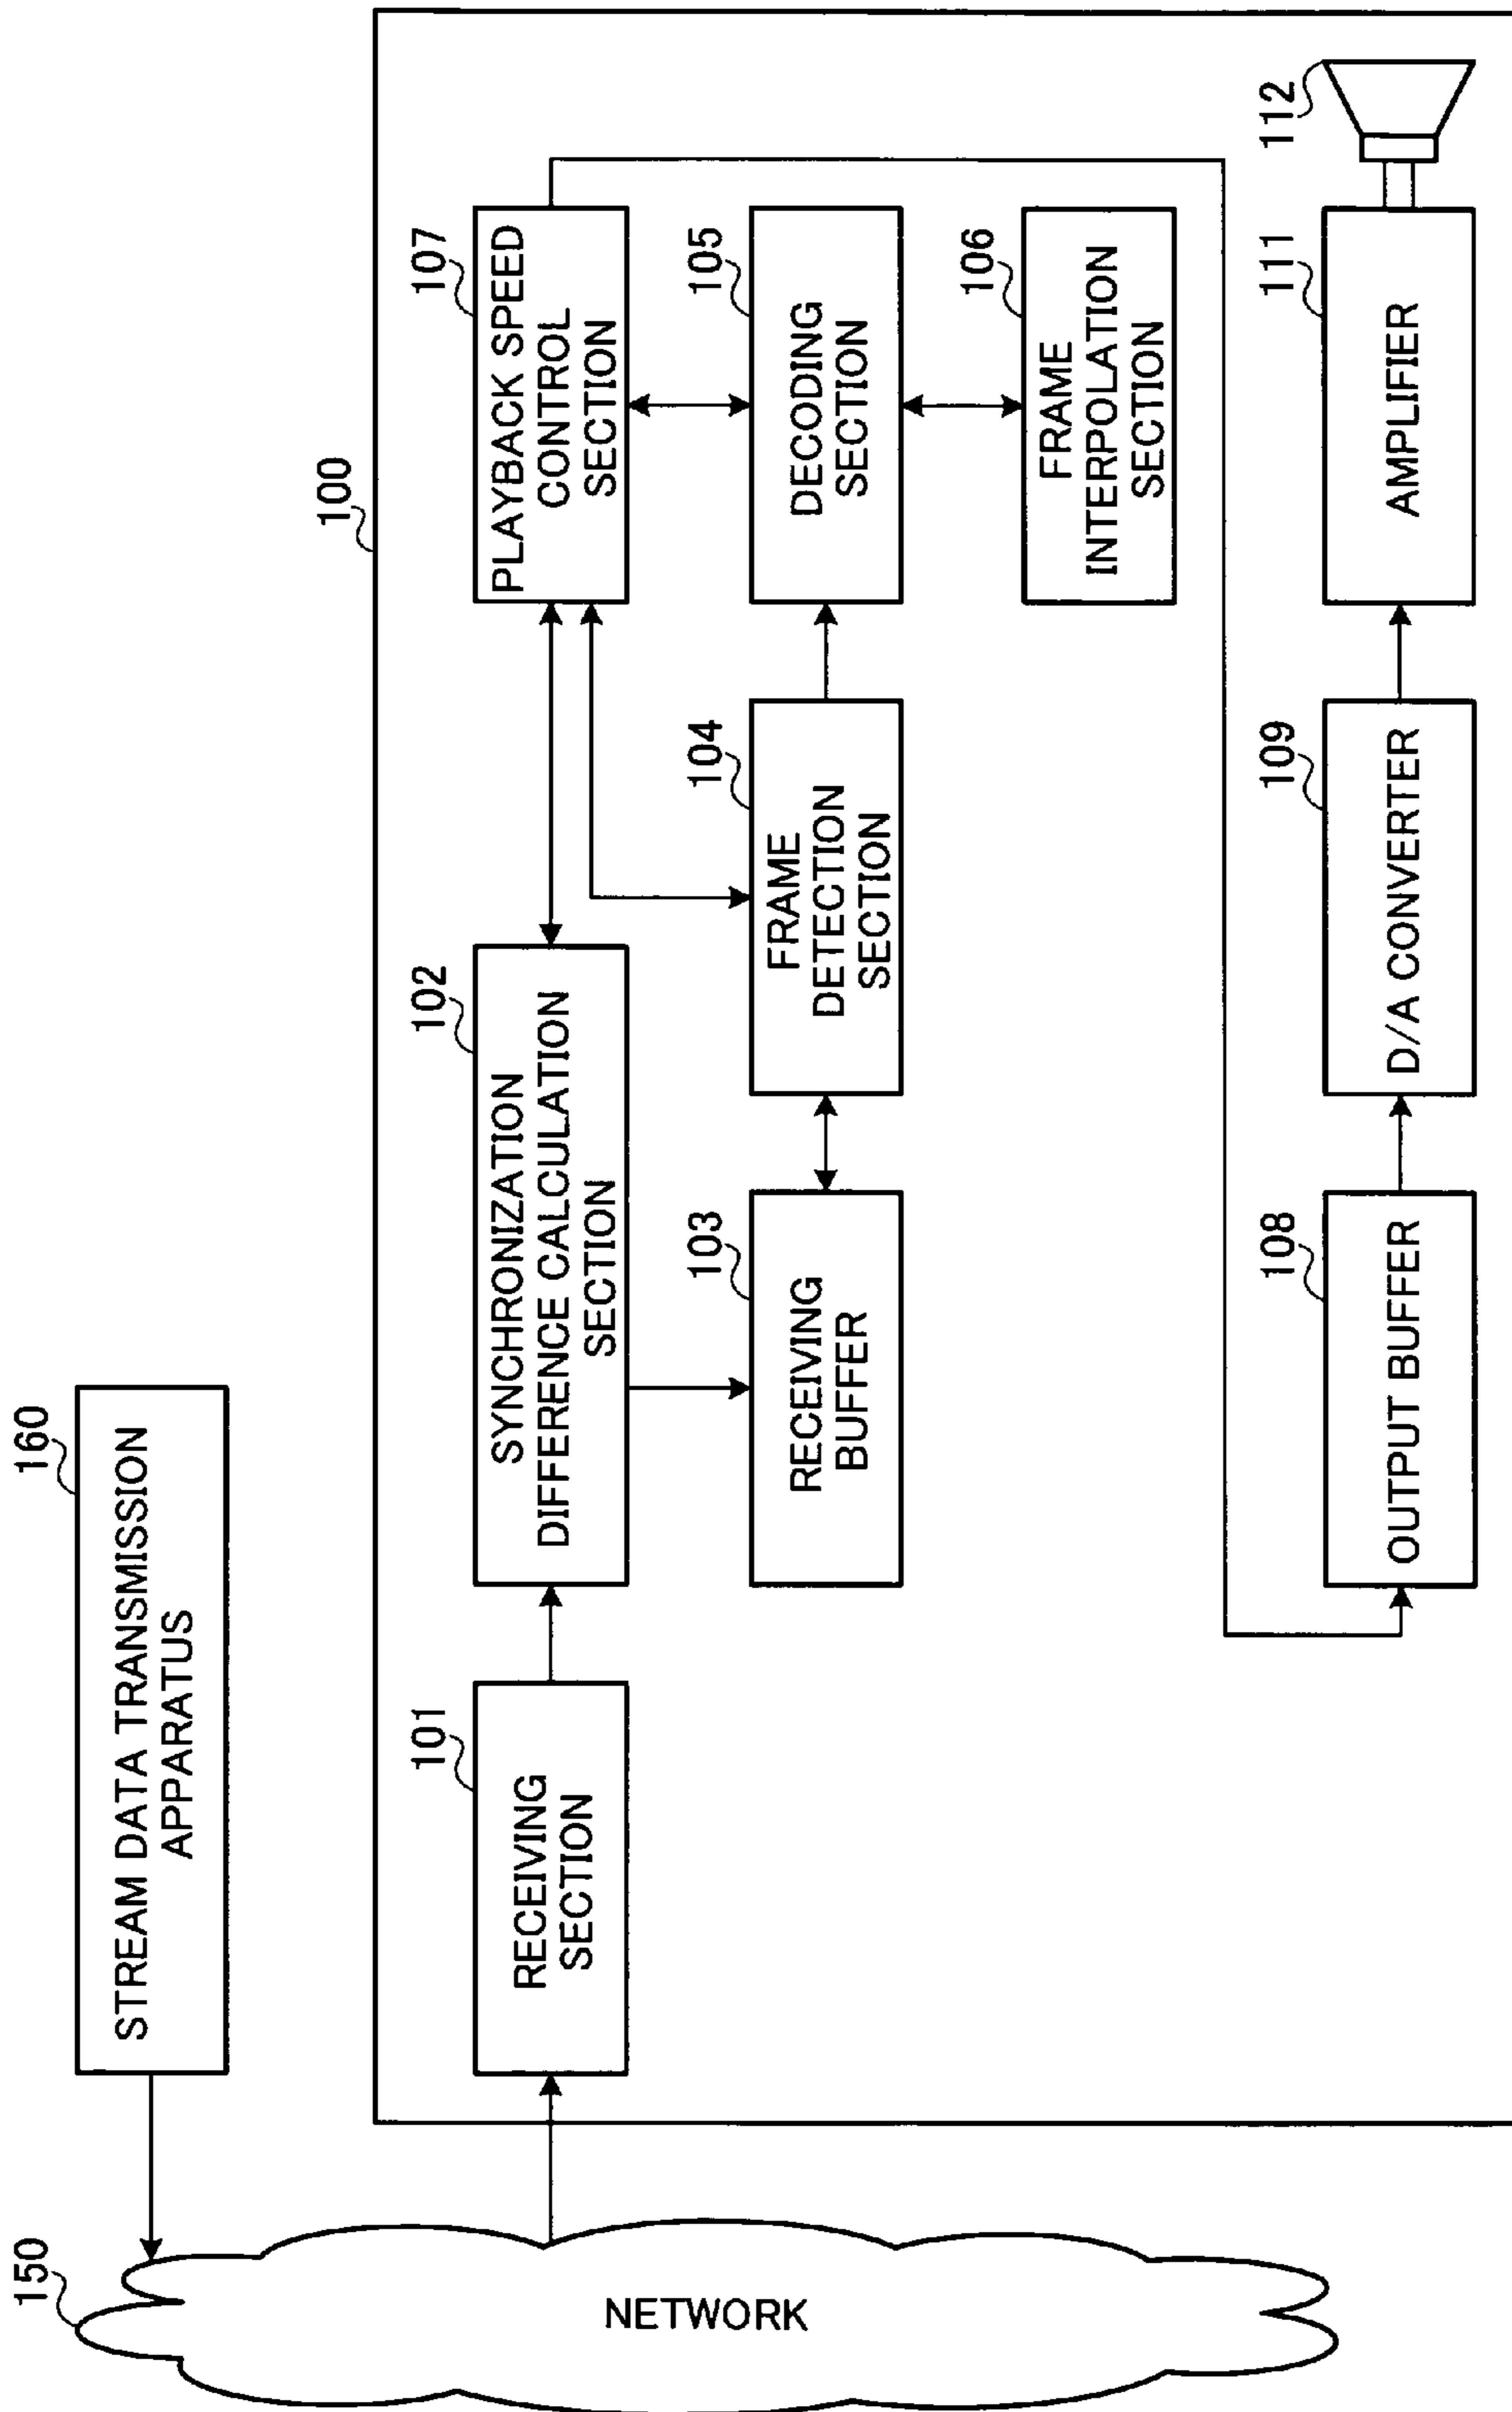 160
STREAM DATA TRANSMISSION
APPARATUS
150
NETWORK
100
101
RECEIVING
SECTION
102
SYNCHRONIZATION
DIFFERENCE CALCULATION
SECTION
107
PLAYBACK SPEED
CONTROL
SECTION
103
RECEIVING
BUFFER
104
FRAME
DETECTION
SECTION
105
DECODING
SECTION
106
FRAME
INTERPOLATION
SECTION
108
OUTPUT BUFFER
109
D/A CONVERTER
111
AMPLIFIER
112